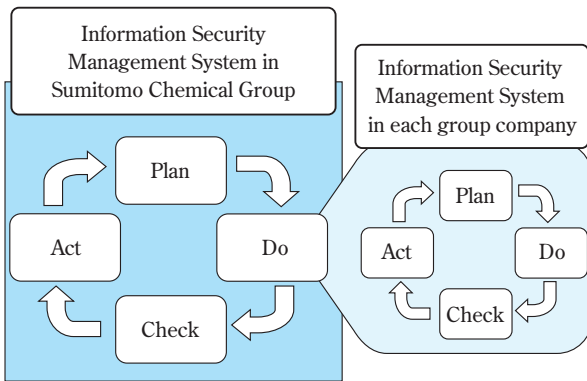 Information Security
Management System in
Sumitomo Chemical Group
Plan
Act
Do
Check
Information Security
Management System
in each group company
Plan
Act
Do
Check